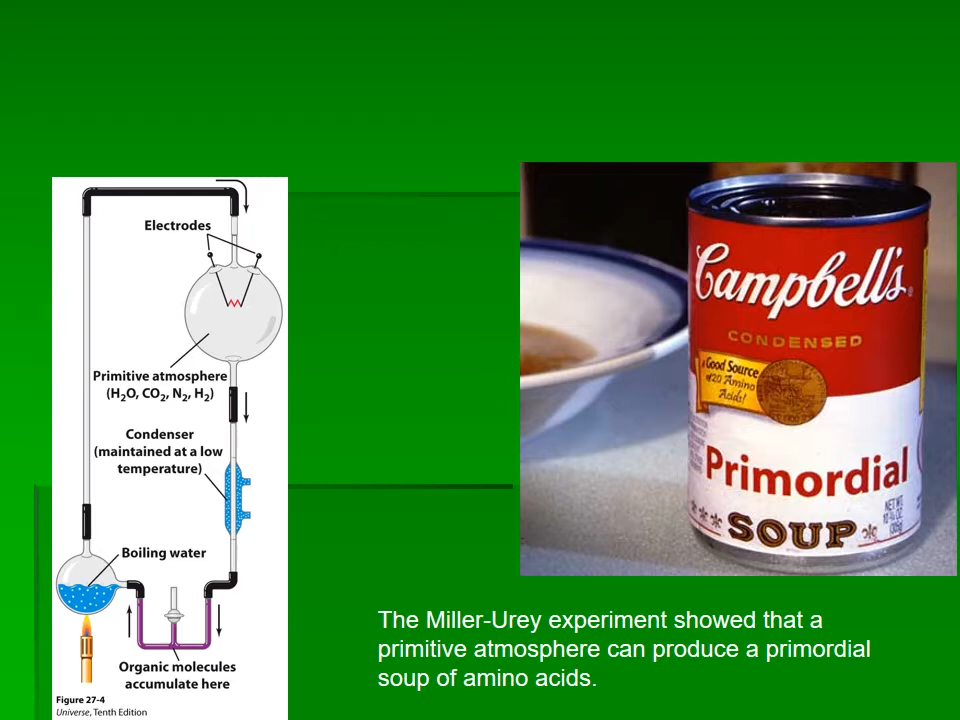 Electrodes
Primitive atmosphere
(H₂O, CO₂, N₂, H₂)
Condenser
(maintained at a low
temperature)
Boiling water
Organic molecules
accumulate here
Figure 27-4
Universe, Tenth Edition
Campbell's
CONDENSED
a Good Source
of 20 Amino
Acids!
Primordial
SOUP
NET WT
The Miller-Urey experiment showed that a
primitive atmosphere can produce a primordial
soup of amino acids.